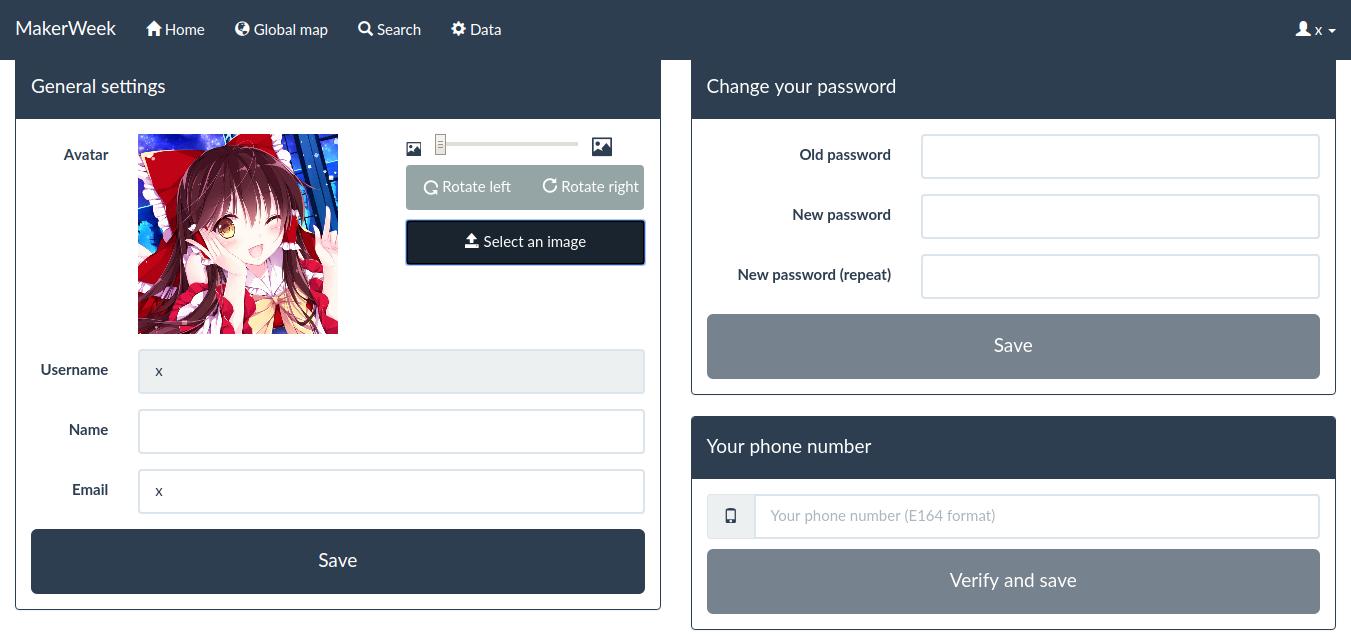 MakerWeek Home Global map Search Data x
General settings
Avatar
Rotate left Rotate right
Select an image
Username x
Name
Email x
Save
Change your password
Old password
New password
New password (repeat)
Save
Your phone number
Your phone number (E164 format)
Verify and save